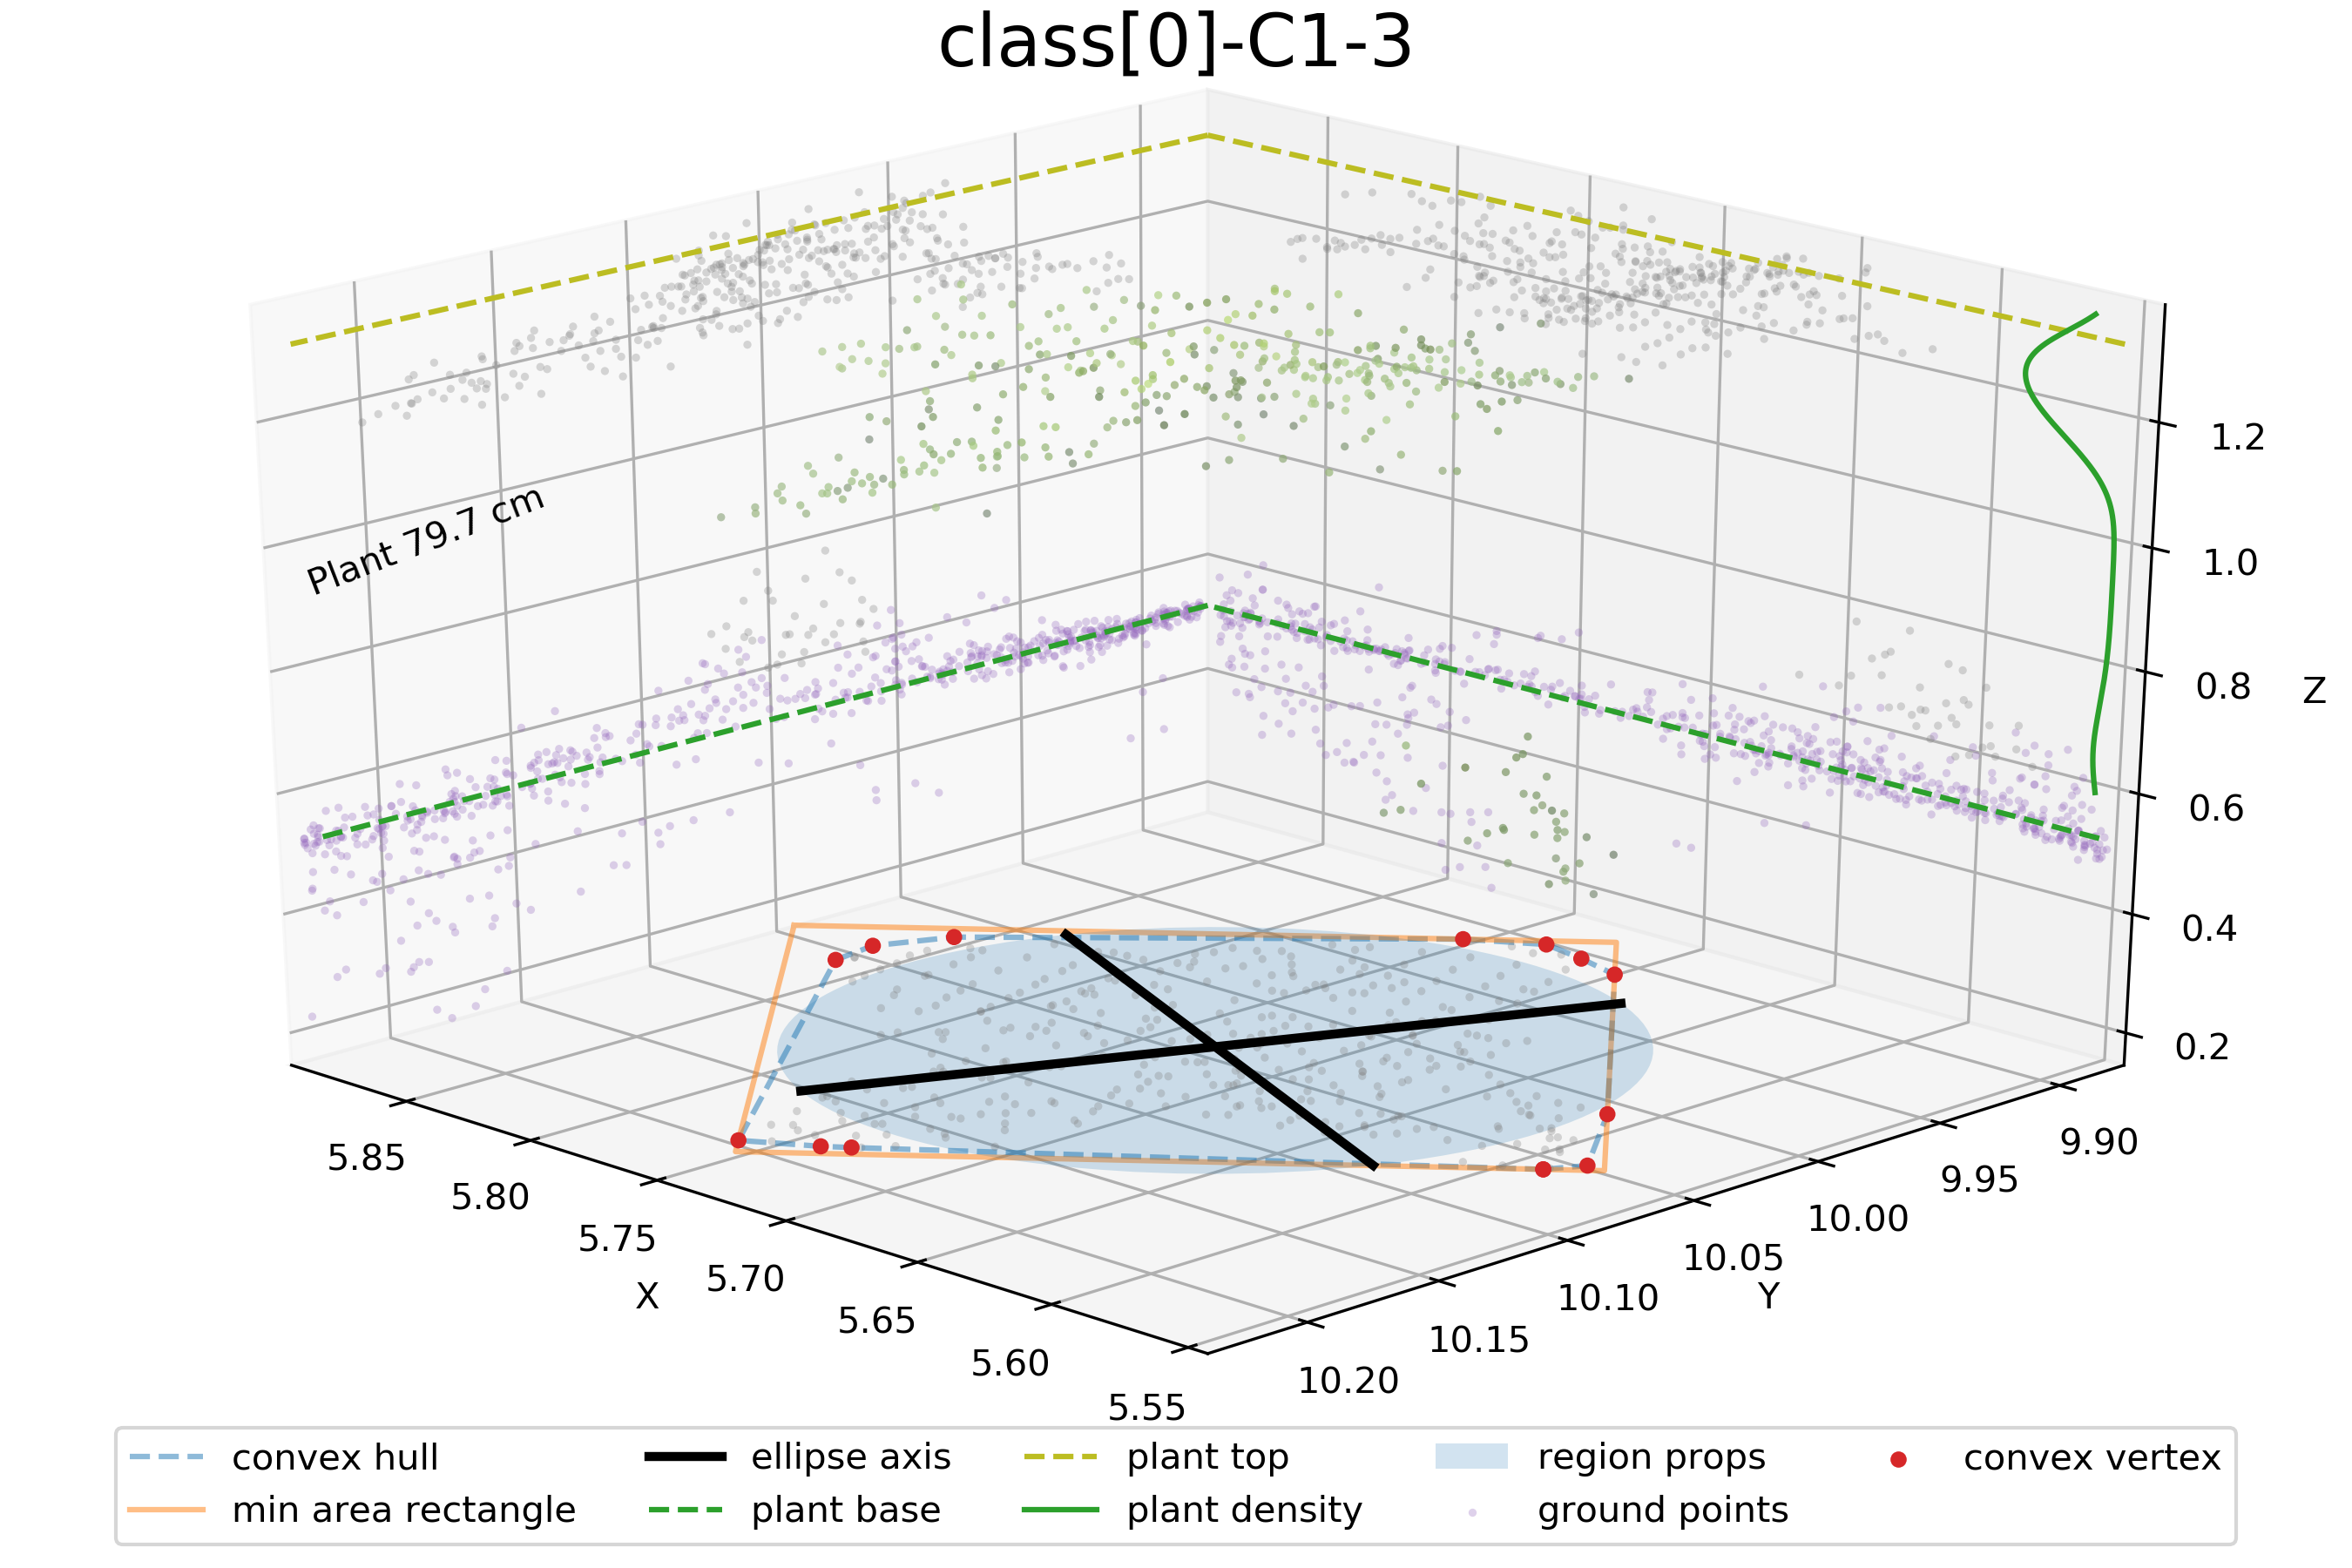 class[0]-C1-3
Plant 79.7 cm
1.2
1.0
0.8
0.6
0.4
0.2
Z
5.85
5.80
5.75
5.70
5.65
5.60
5.55
X
9.90
9.95
10.00
10.05
10.10
10.15
10.20
Y
convex hull
min area rectangle
ellipse axis
plant base
plant top
plant density
region props
ground points
convex vertex